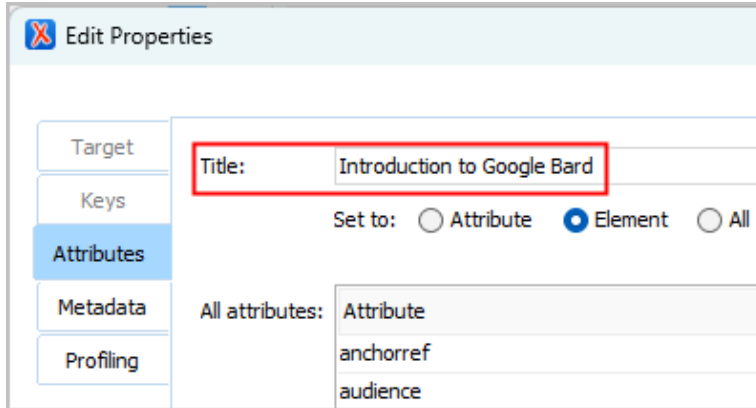 Edit Properties
Target
Title: Introduction to Google Bard
Keys
Set to: Attribute Element All
Attributes
Metadata
All attributes: Attribute
Profiling
anchorref
audience